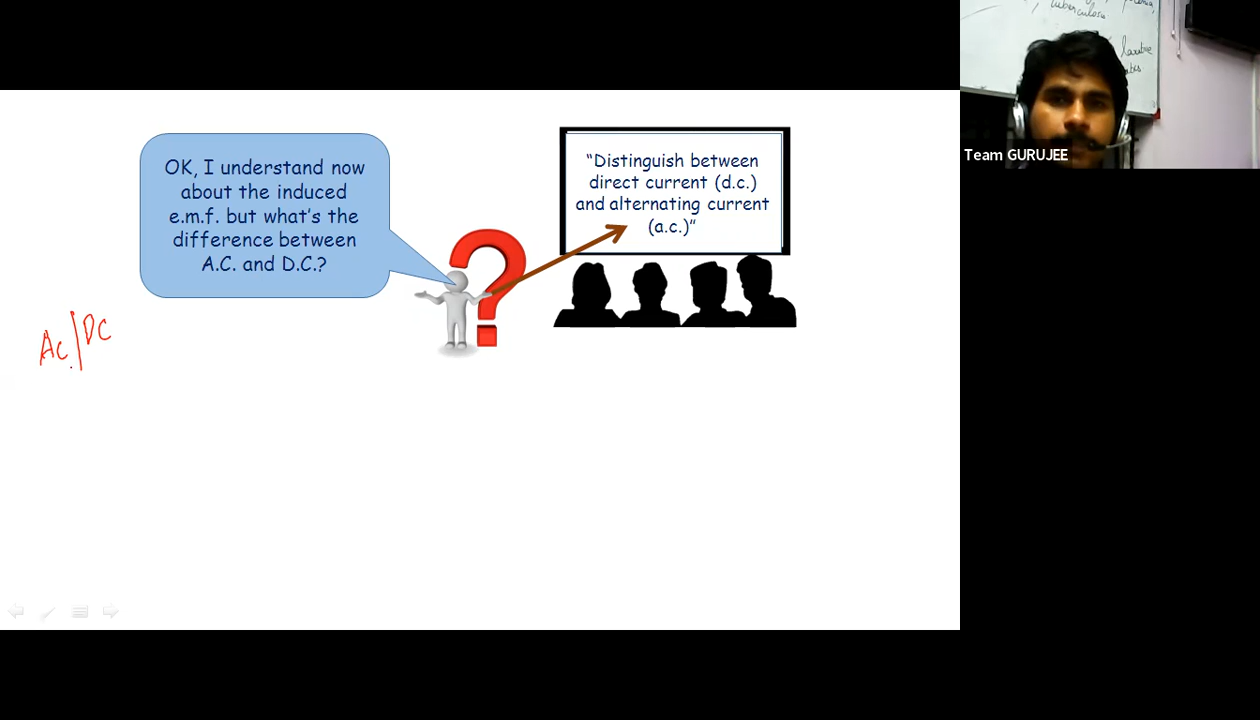 OK, I understand now
about the induced
e.m.f. but what's the
difference between
A.C. and D.C.?
“Distinguish between
direct current (d.c.)
and alternating current
(a.c.)”
Ac|DC
tuberculosis
Team GURUJEE